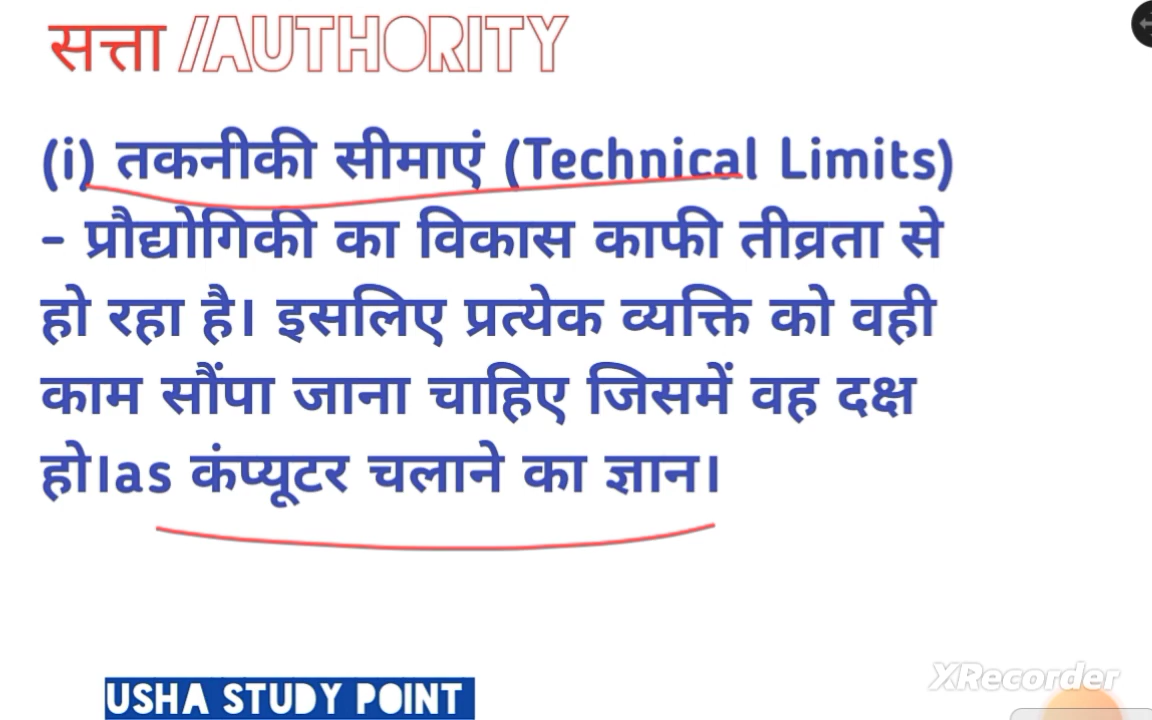 सत्ता //AUTHORITY
(i) तकनीकी सीमाएं (Technical Limits)
- प्रौद्योगिकी का विकास काफी तीव्रता से
हो रहा है। इसलिए प्रत्येक व्यक्ति को वही
काम सौंपा जाना चाहिए जिसमें वह दक्ष
हो।as कंप्यूटर चलाने का ज्ञान।
USHA STUDY POINT
XRecorder